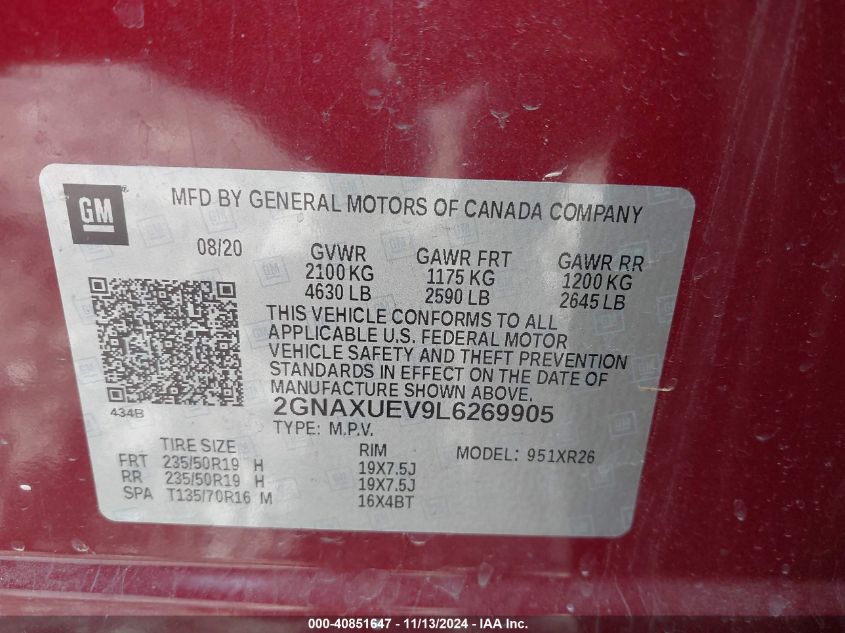 GM
MFD BY GENERAL MOTORS OF CANADA COMPANY
08/20 GVWR GAWR FRT GAWR RR
2100 KG 1175 KG 1200 KG
4630 LB 2590 LB 2645 LB
THIS VEHICLE CONFORMS TO ALL
APPLICABLE U.S. FEDERAL MOTOR
VEHICLE SAFETY AND THEFT PREVENTION
STANDARDS IN EFFECT ON THE DATE OF
MANUFACTURE SHOWN ABOVE.
434B
2GNAXUEV9L6269905
TYPE: M.P.V.
TIRE SIZE RIM MODEL: 951XR26
FRT 235/50R19 H 19X7.5J
RR 235/50R19 H 19X7.5J
SPA T135/70R16 M 16X4BT
000-40851647 - 11/13/2024 - IAA, Inc.